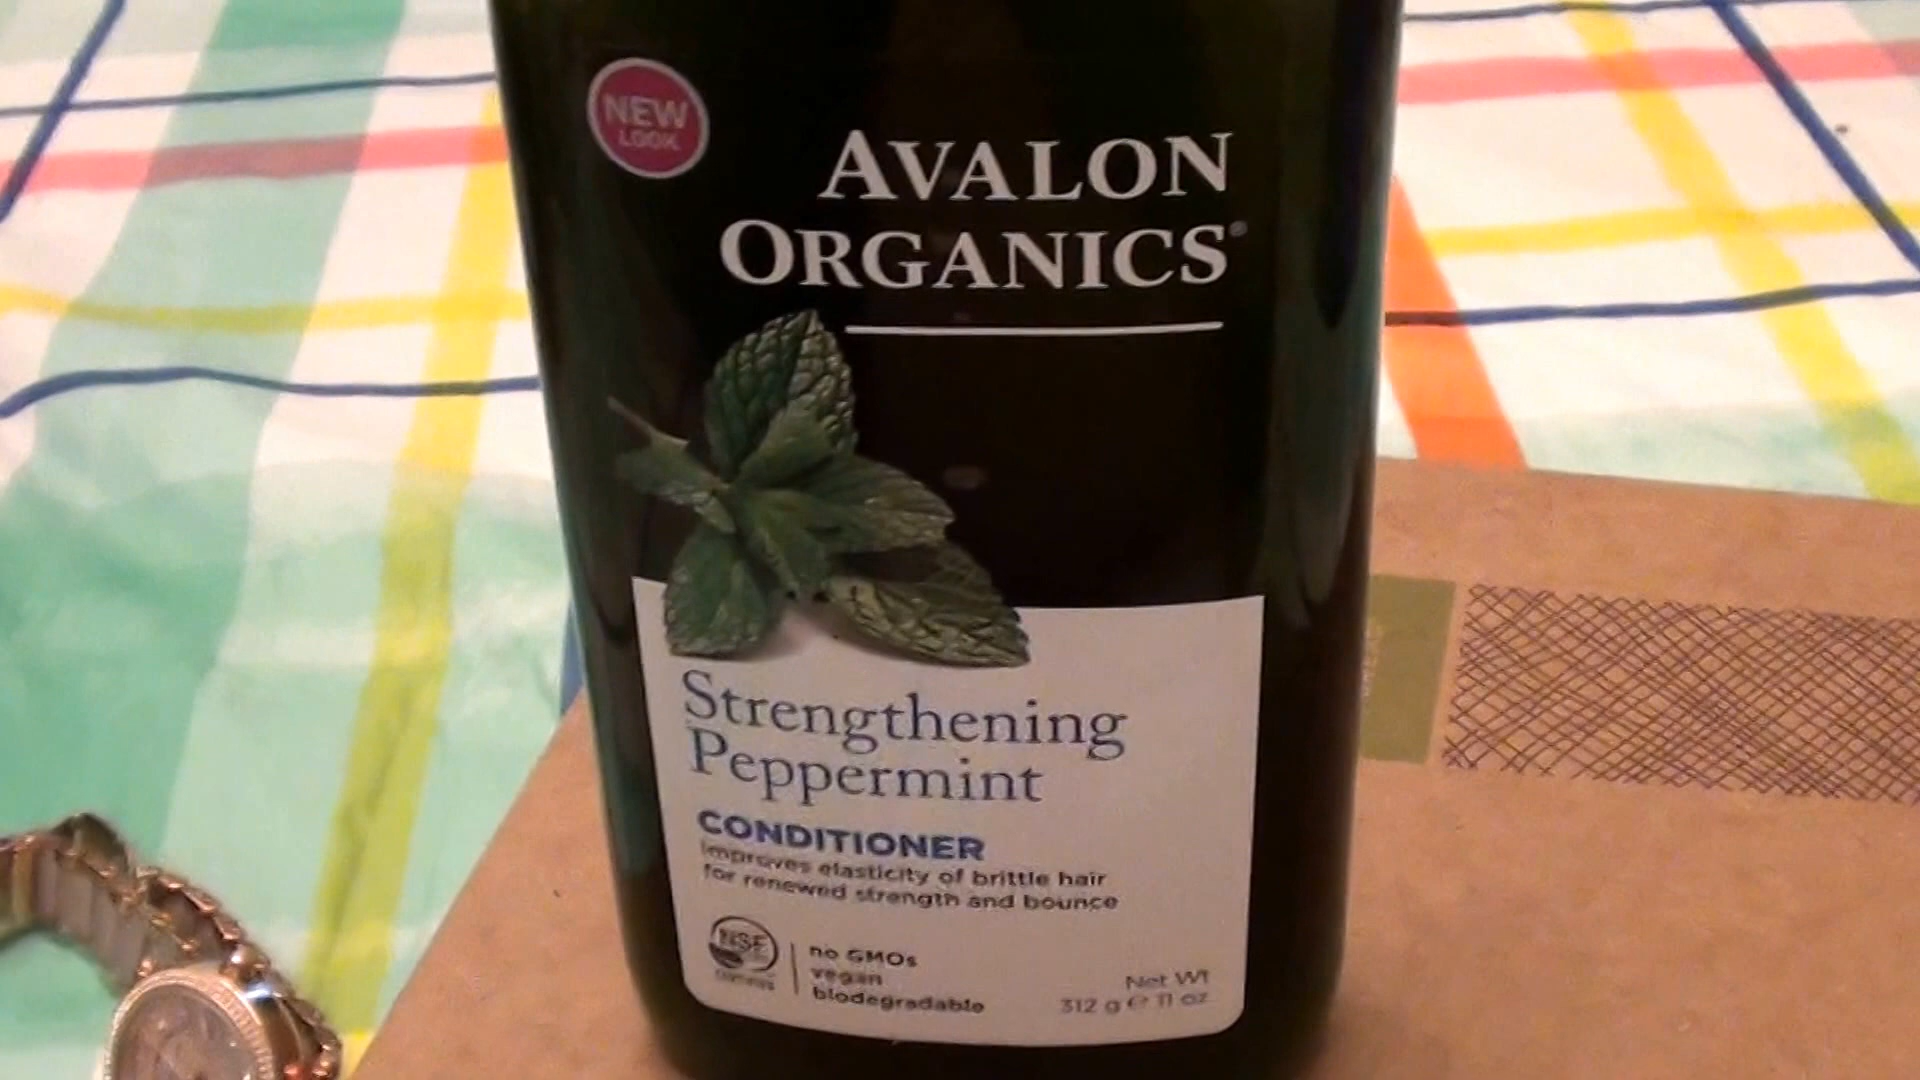 NEW
LOOK
AVALON
ORGANICS®
Strengthening
Peppermint
CONDITIONER
improves elasticity of brittle hair
for renewed strength and bounce
NSF
CERTIFIED
no GMOs
vegan
biodegradable
Net Wt
312 g e 11 oz